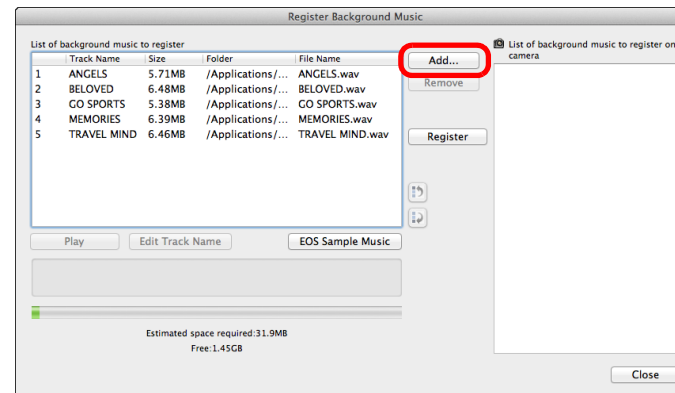 Register Background Music
List of background music to register
Track Name Size Folder File Name
1 ANGELS 5.71MB /Applications/... ANGELS.wav
2 BELOVED 6.48MB /Applications/... BELOVED.wav
3 GO SPORTS 5.38MB /Applications/... GO SPORTS.wav
4 MEMORIES 6.39MB /Applications/... MEMORIES.wav
5 TRAVEL MIND 6.46MB /Applications/... TRAVEL MIND.wav
Add...
Remove
Register
Play
Edit Track Name
EOS Sample Music
Estimated space required:31.9MB
Free:1.45GB
List of background music to register on
camera
Close